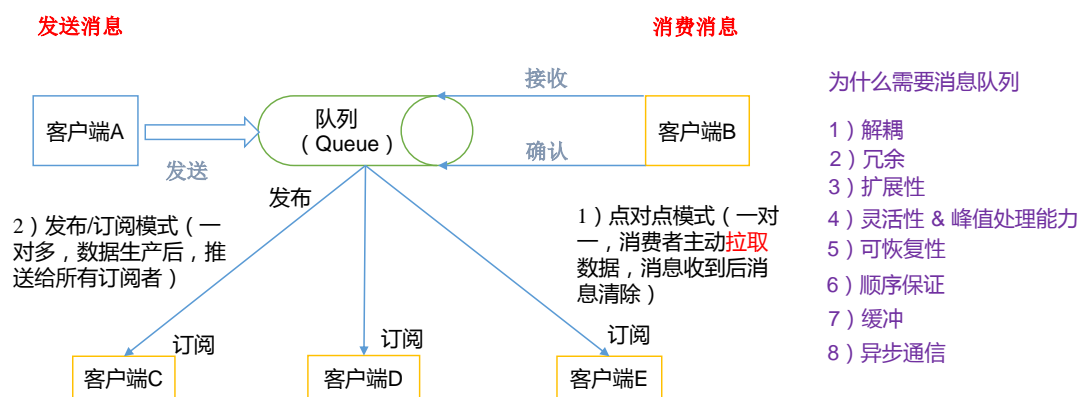 发送消息
消费消息
接收
为什么需要消息队列
客户端A
队列
（Queue）
客户端B
发送
确认
1）解耦
2）冗余
3）扩展性
4）灵活性 & 峰值处理能力
5）可恢复性
6）顺序保证
7）缓冲
8）异步通信
发布
2）发布/订阅模式（一
对多，数据生产后，推
送给所有订阅者）
1）点对点模式（一对
一，消费者主动拉取
数据，消息收到后消
息清除）
订阅
订阅
订阅
客户端C
客户端D
客户端E